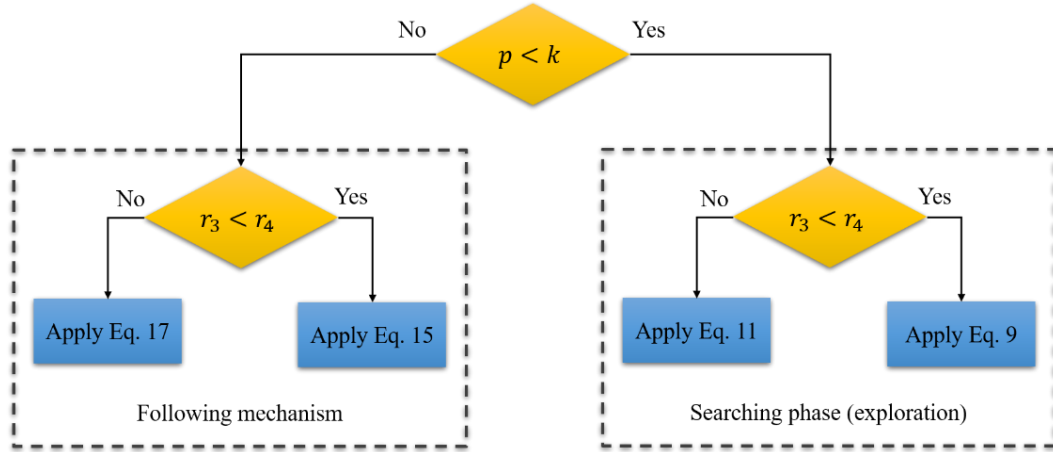 No
Yes
p < k
No
Yes
r₃ < r₄
No
Yes
r₃ < r₄
Apply Eq. 17
Apply Eq. 15
Apply Eq. 11
Apply Eq. 9
Following mechanism
Searching phase (exploration)